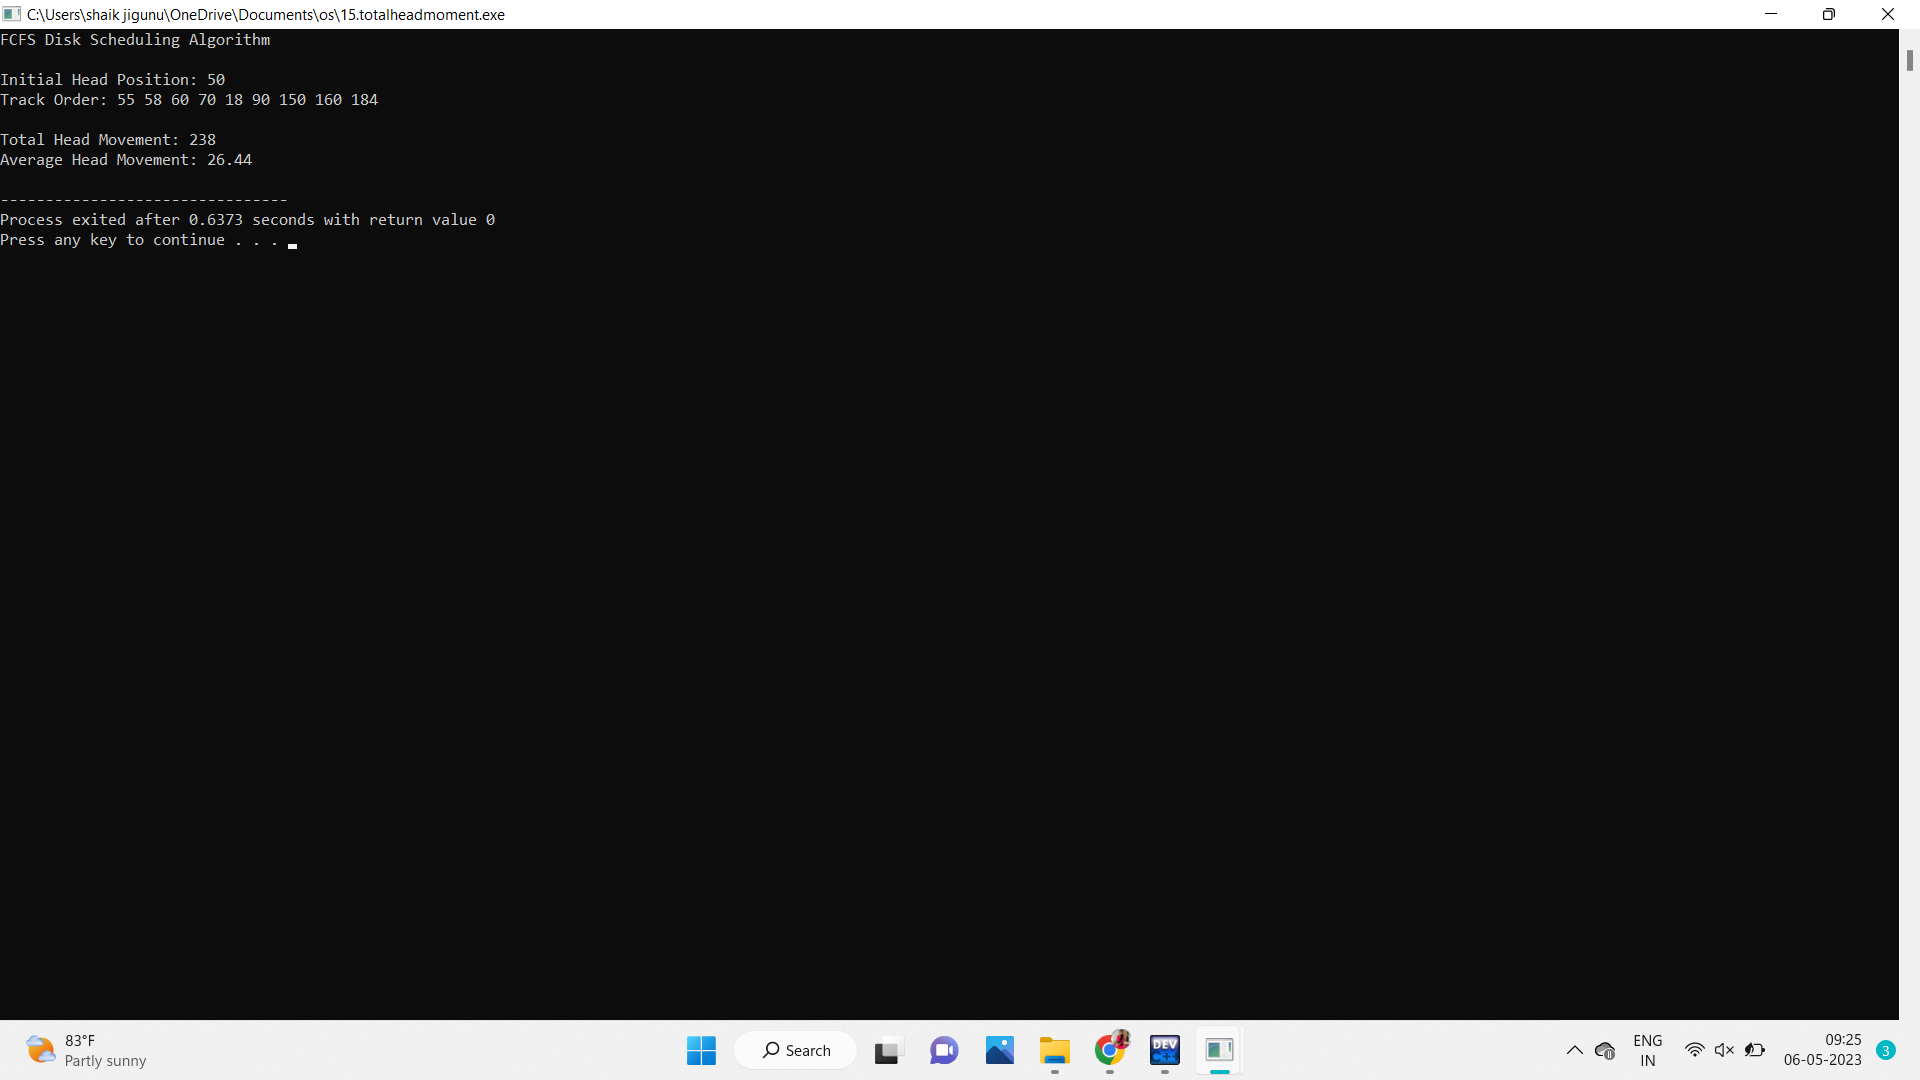 C:\Users\shaik jigunu\OneDrive\Documents\os\15.totalheadmoment.exe
FCFS Disk Scheduling Algorithm
Initial Head Position: 50
Track Order: 55 58 60 70 18 90 150 160 184
Total Head Movement: 238
Average Head Movement: 26.44
--------------------------------
Process exited after 0.6373 seconds with return value 0
Press any key to continue . . .
83°F
Partly sunny
Search
DEV
C++
ENG
IN
09:25
06-05-2023
3